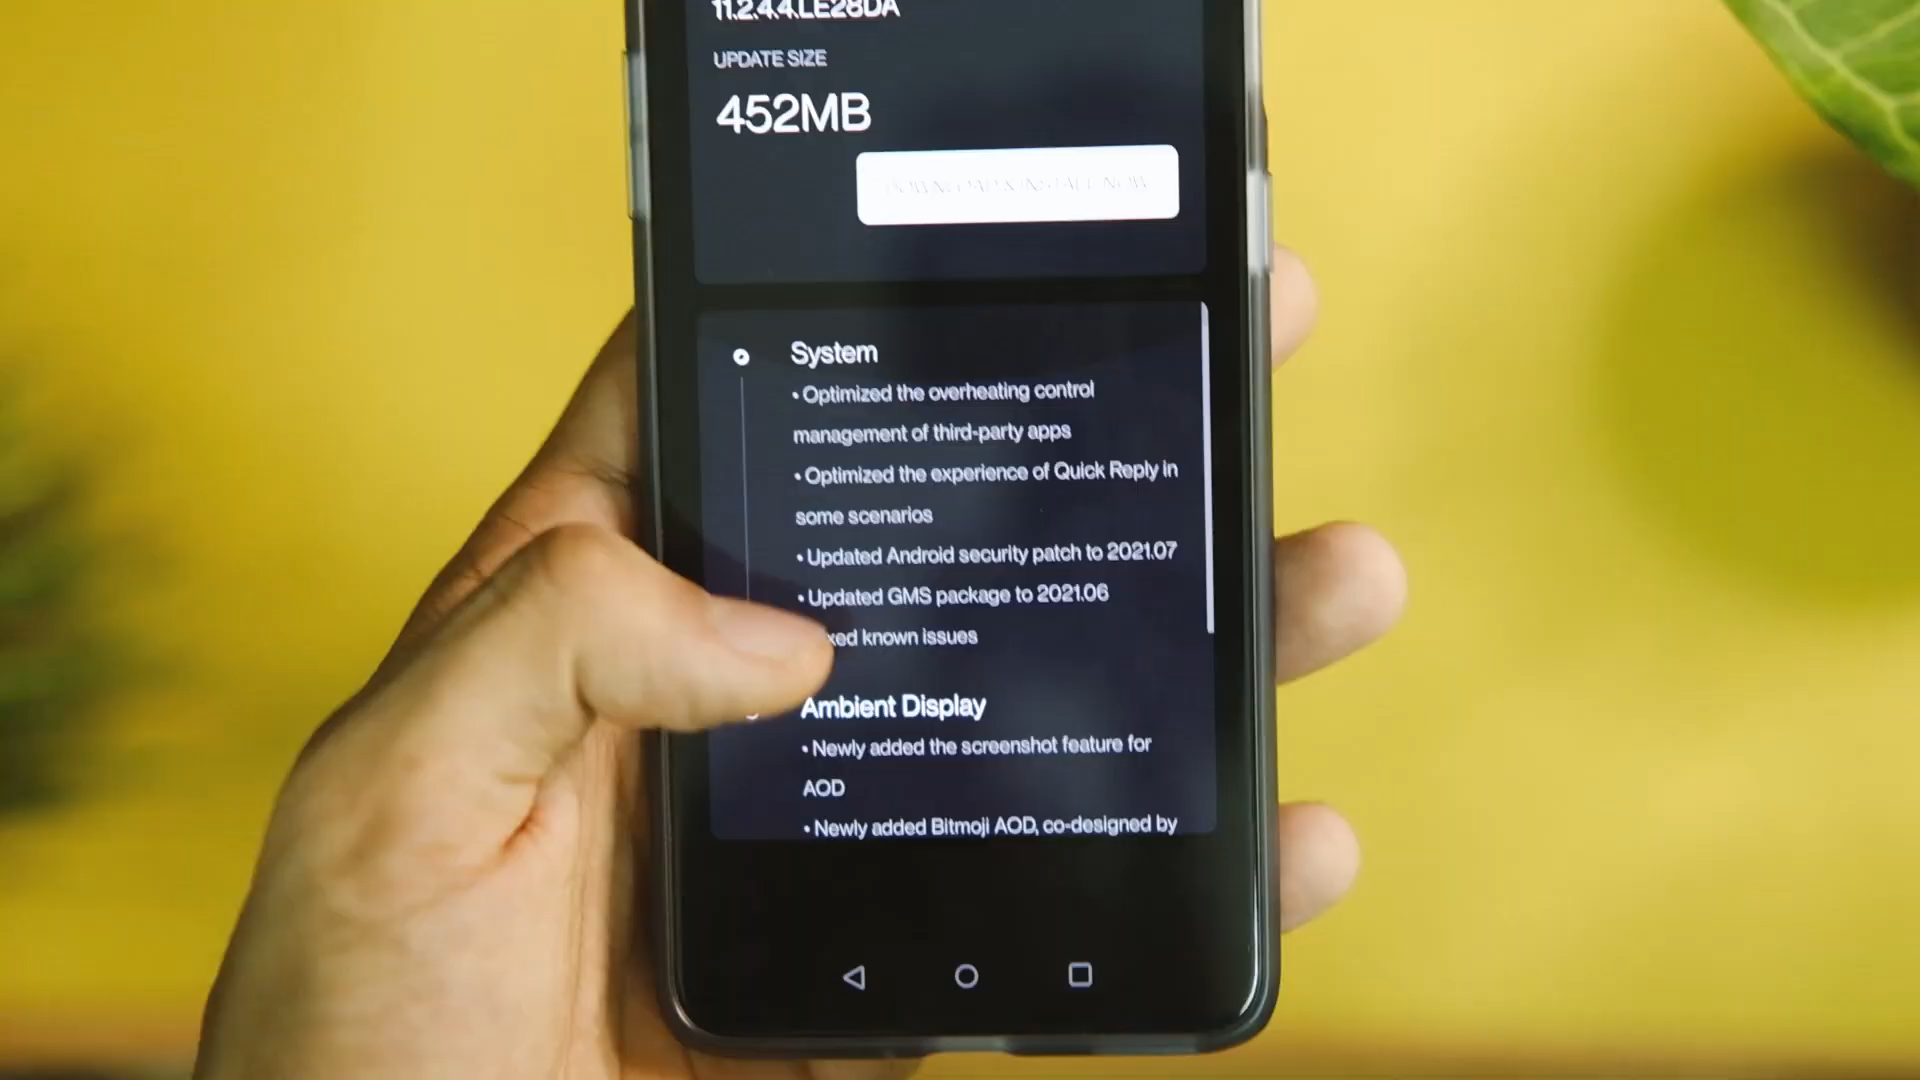 11.2.4.4.LE28DA
UPDATE SIZE
452MB
DOWNLOAD & INSTALL NOW
System
• Optimized the overheating control
management of third-party apps
• Optimized the experience of Quick Reply in
some scenarios
• Updated Android security patch to 2021.07
• Updated GMS package to 2021.06
xed known issues
Ambient Display
• Newly added the screenshot feature for
AOD
• Newly added Bitmoji AOD, co-designed by